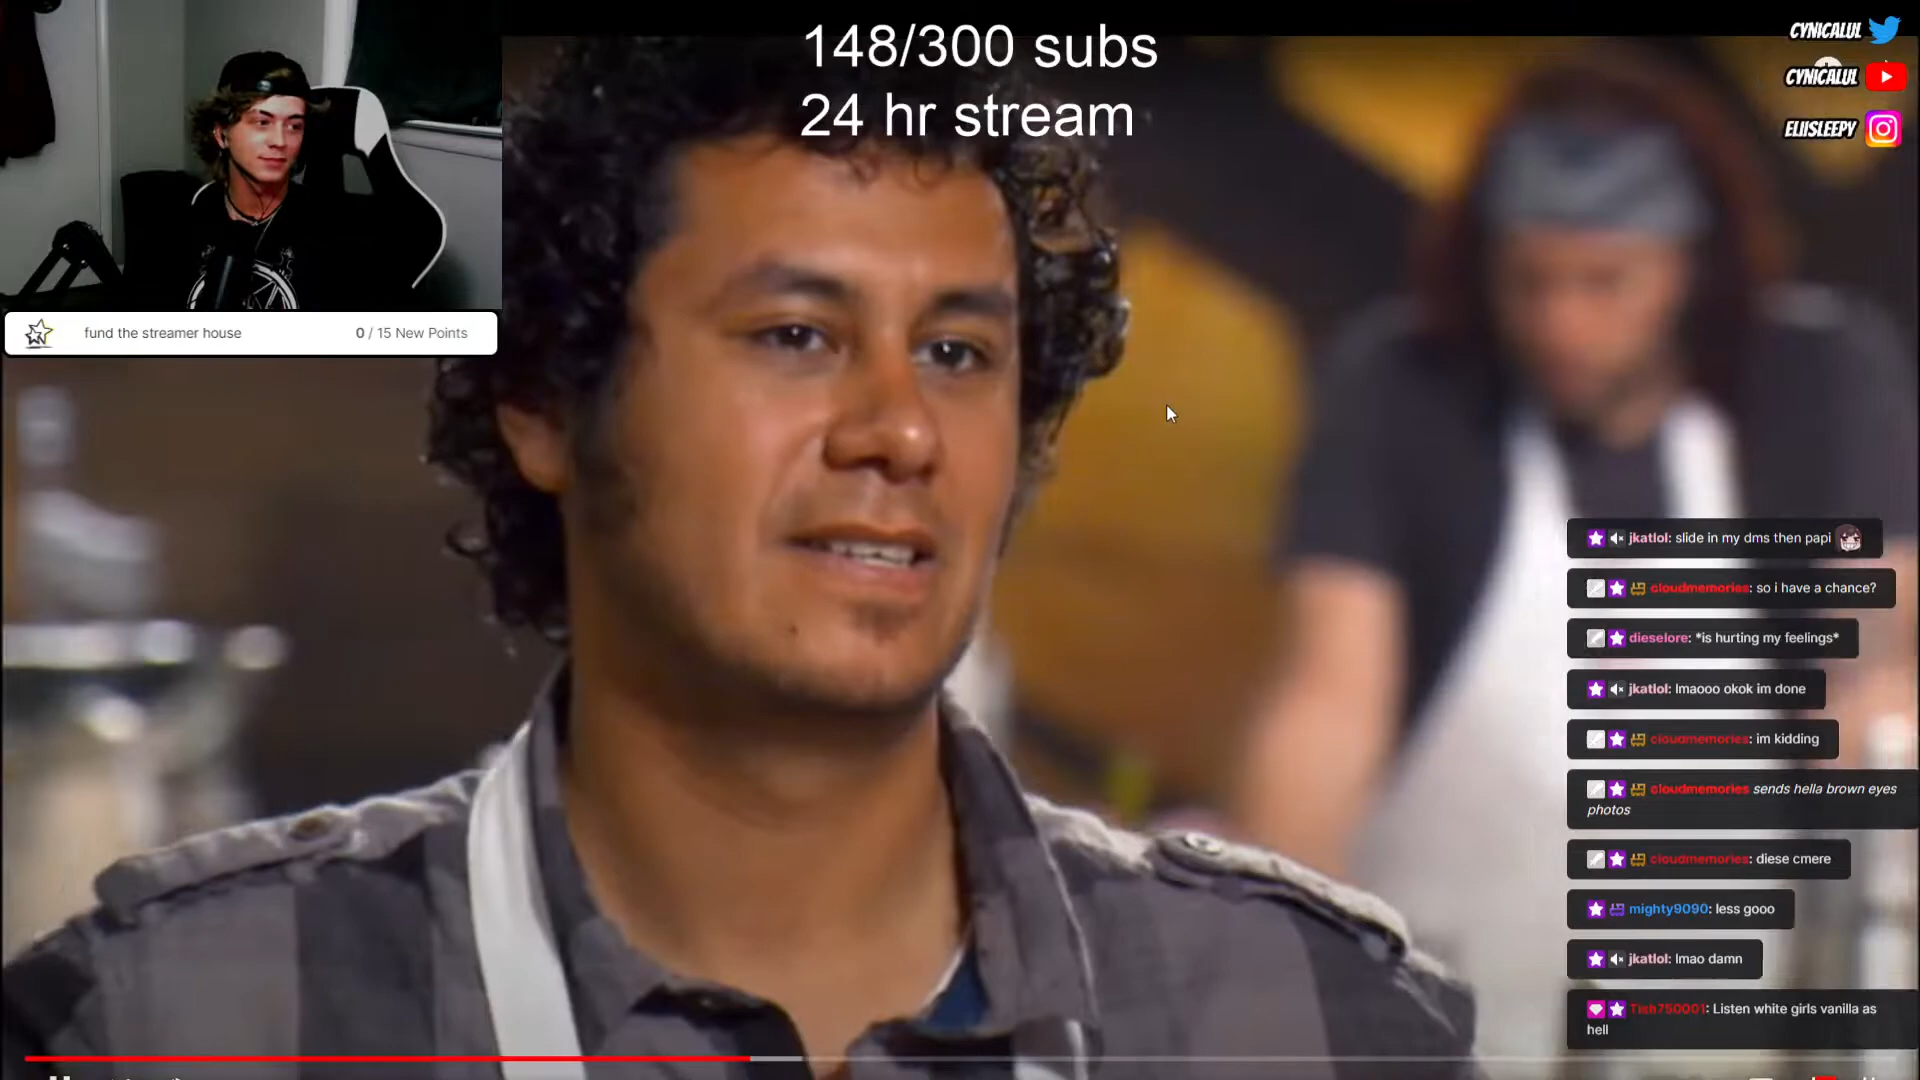 148/300 subs
24 hr stream
CYNICALUL
CYNICALUL
ELIISLEEPY
fund the streamer house 0 / 15 New Points
jkatlol: slide in my dms then papi
cloudmemories: so i have a chance?
dieselore: *is hurting my feelings*
jkatlol: lmaooo okok im done
cloudmemories: im kidding
cloudmemories sends hella brown eyes
photos
cloudmemories: diese cmere
mighty9090: less gooo
jkatlol: lmao damn
Tish750001: Listen white girls vanilla as
hell